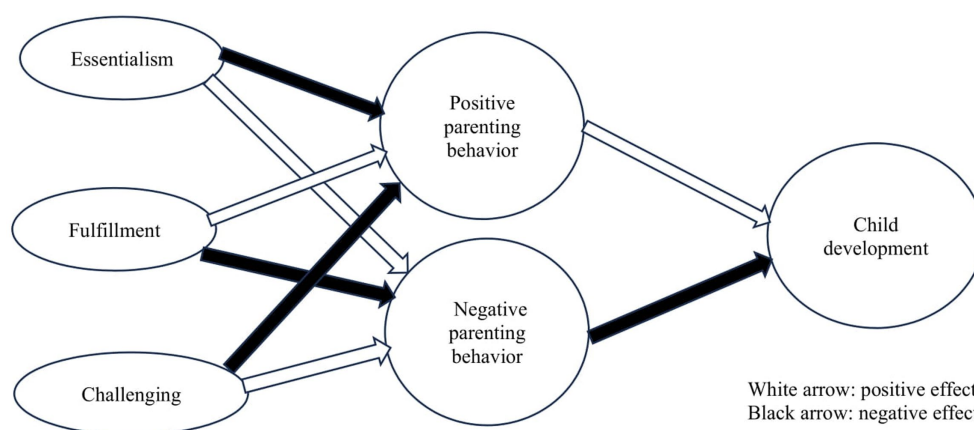 Essentialism
Positive
parenting
behavior
Fulfillment
Child
development
Negative
parenting
behavior
Challenging
White arrow: positive effect
Black arrow: negative effect